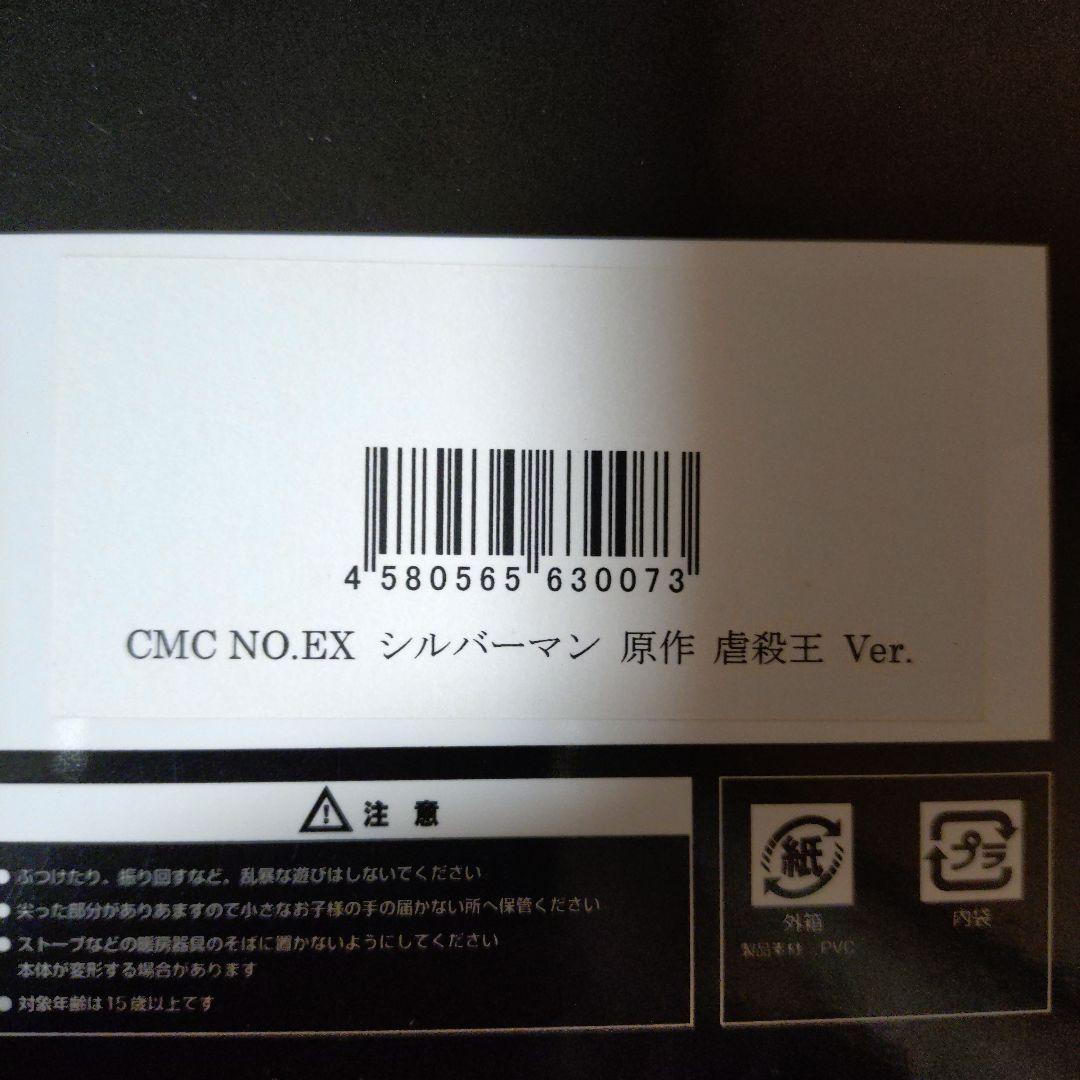 4 580565 630073
CMC NO.EX シルバーマン 原作 虐殺王 Ver.
注 意
● ぶつけたり、振り回すなど、乱暴な遊びはしないでください
● 尖った部分がありあますので小さなお子様の手の届かない所へ保管ください
● ストーブなどの暖房器具のそばに置かないようにしてください
本体が変形する場合があります
● 対象年齢は15歳以上です
紙
外箱
プラ
内袋
製品素材：PVC